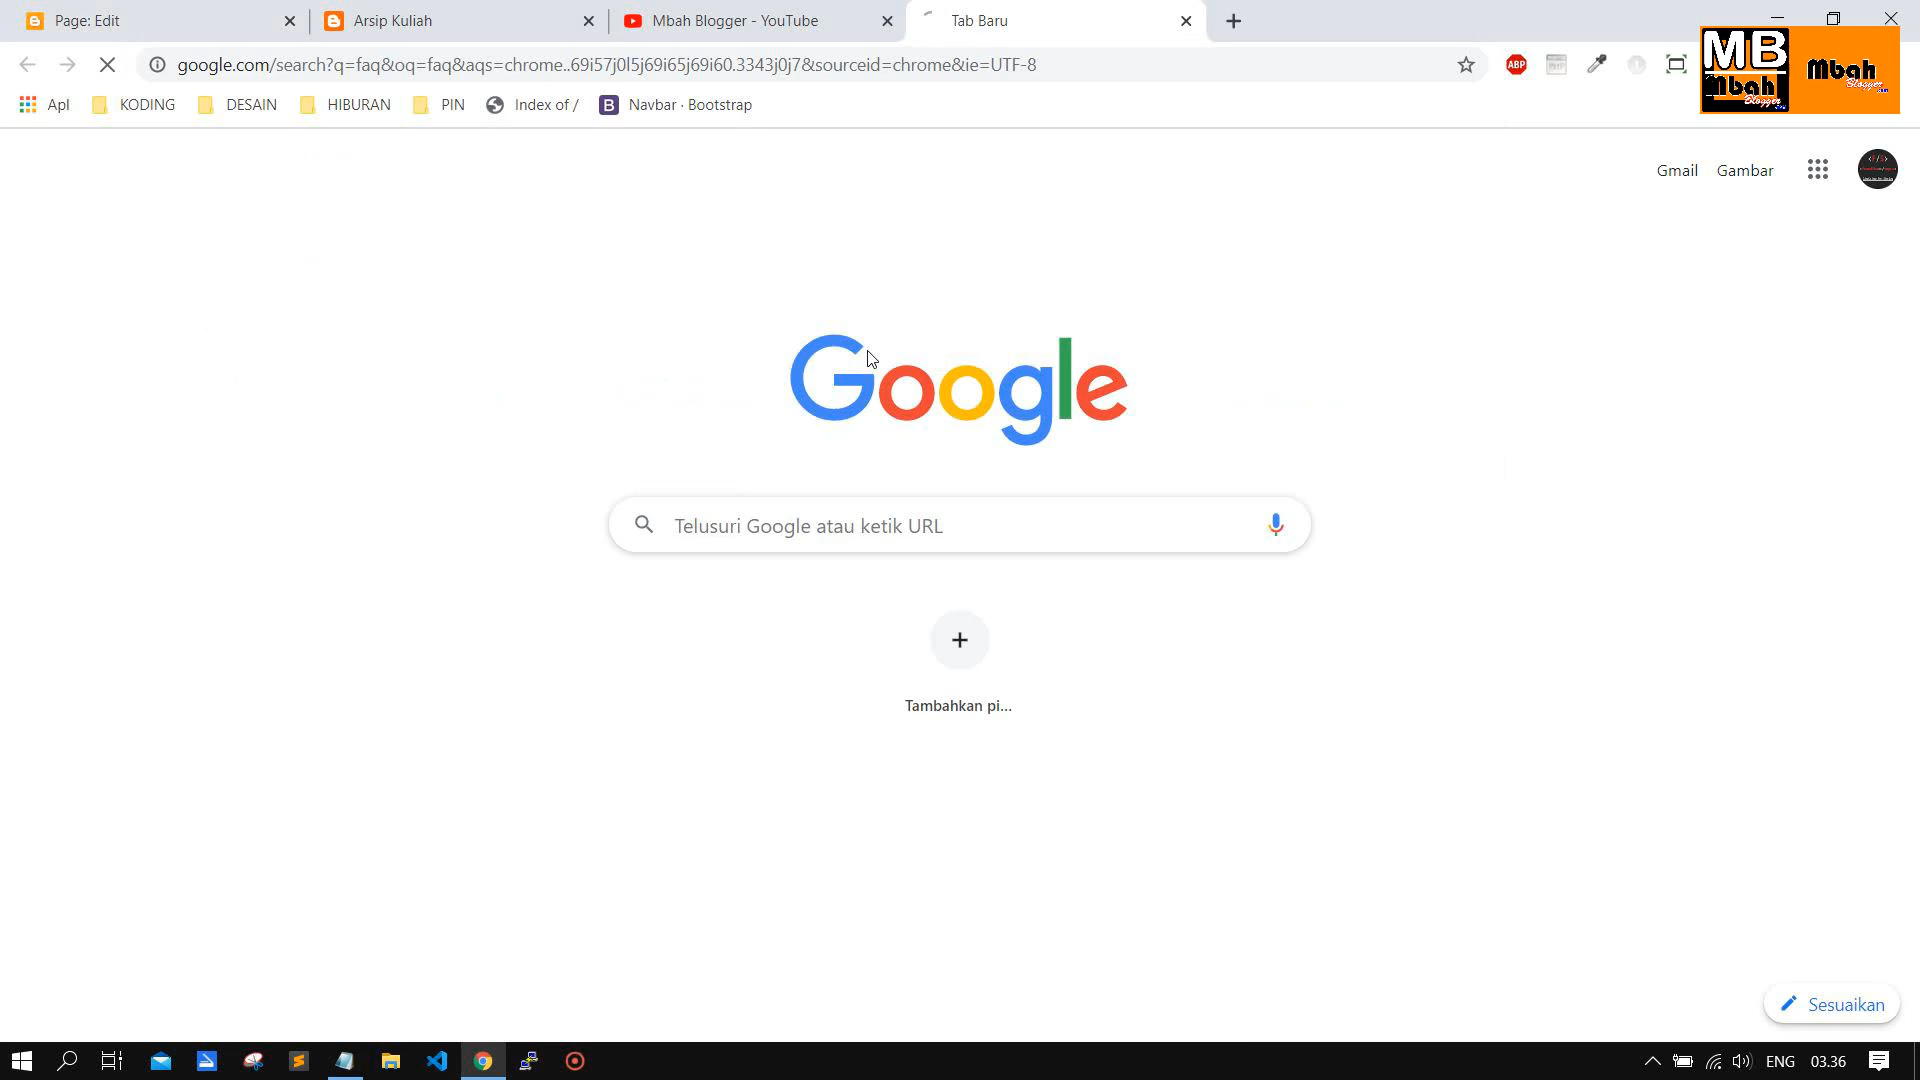 Page: Edit
Arsip Kuliah
Mbah Blogger - YouTube
Tab Baru
google.com/search?q=faq&oq=faq&aqs=chrome..69i57j0l5j69i65j69i60.3343j0j7&sourceid=chrome&ie=UTF-8
ABP
MB
Mbah
Blogger
Mbah
Blogger
Apl
KODING
DESAIN
HIBURAN
PIN
Index of /
Navbar · Bootstrap
Gmail
Gambar
Google
Telusuri Google atau ketik URL
Tambahkan pi...
Sesuaikan
ENG
03.36